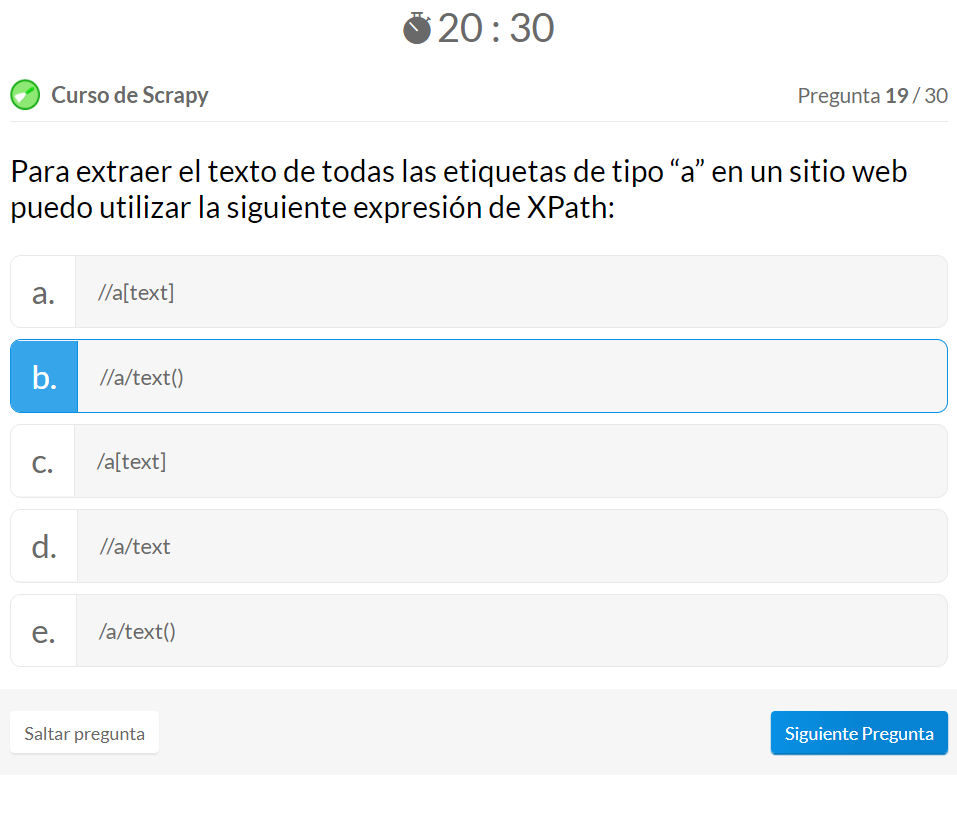 20 : 30
Curso de Scrapy
Pregunta 19 / 30
Para extraer el texto de todas las etiquetas de tipo “a” en un sitio web
puedo utilizar la siguiente expresión de XPath:
a. //a[text]
b. //a/text()
c. /a[text]
d. //a/text
e. /a/text()
Saltar pregunta
Siguiente Pregunta